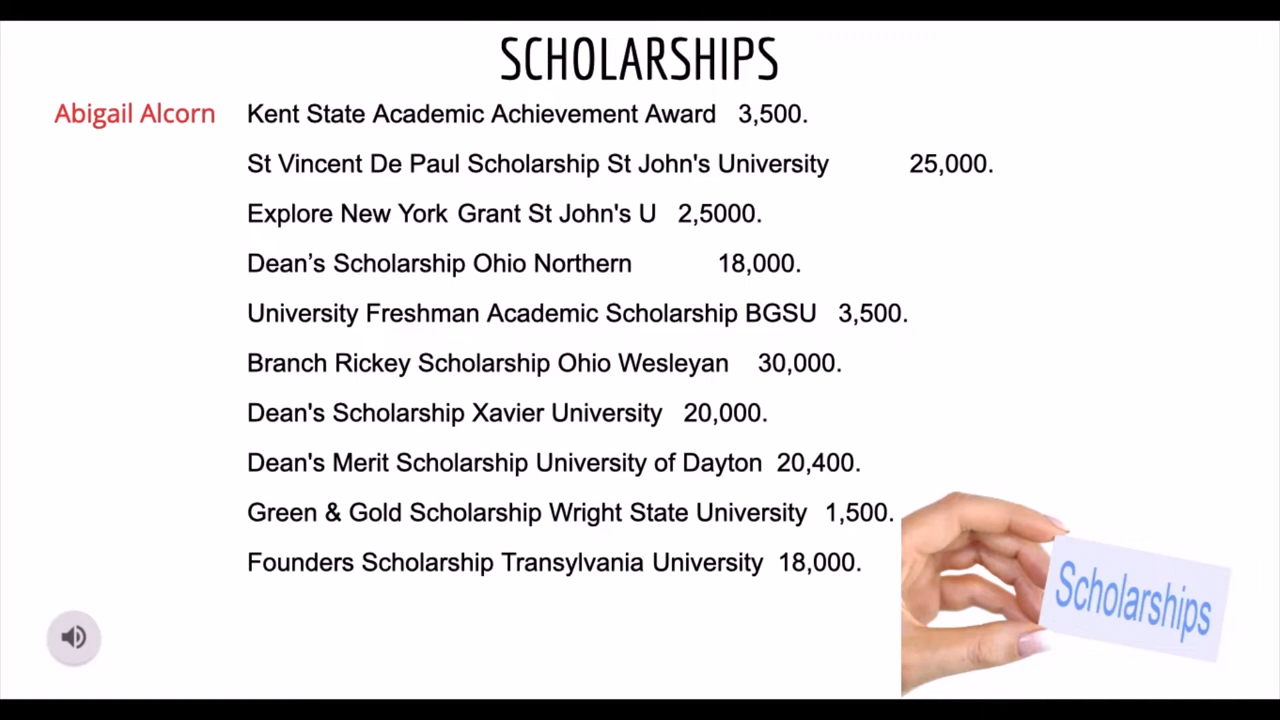 SCHOLARSHIPS
Abigail Alcorn Kent State Academic Achievement Award 3,500.
St Vincent De Paul Scholarship St John's University 25,000.
Explore New York Grant St John's U 2,5000.
Dean’s Scholarship Ohio Northern 18,000.
University Freshman Academic Scholarship BGSU 3,500.
Branch Rickey Scholarship Ohio Wesleyan 30,000.
Dean's Scholarship Xavier University 20,000.
Dean's Merit Scholarship University of Dayton 20,400.
Green & Gold Scholarship Wright State University 1,500.
Founders Scholarship Transylvania University 18,000.
Scholarships